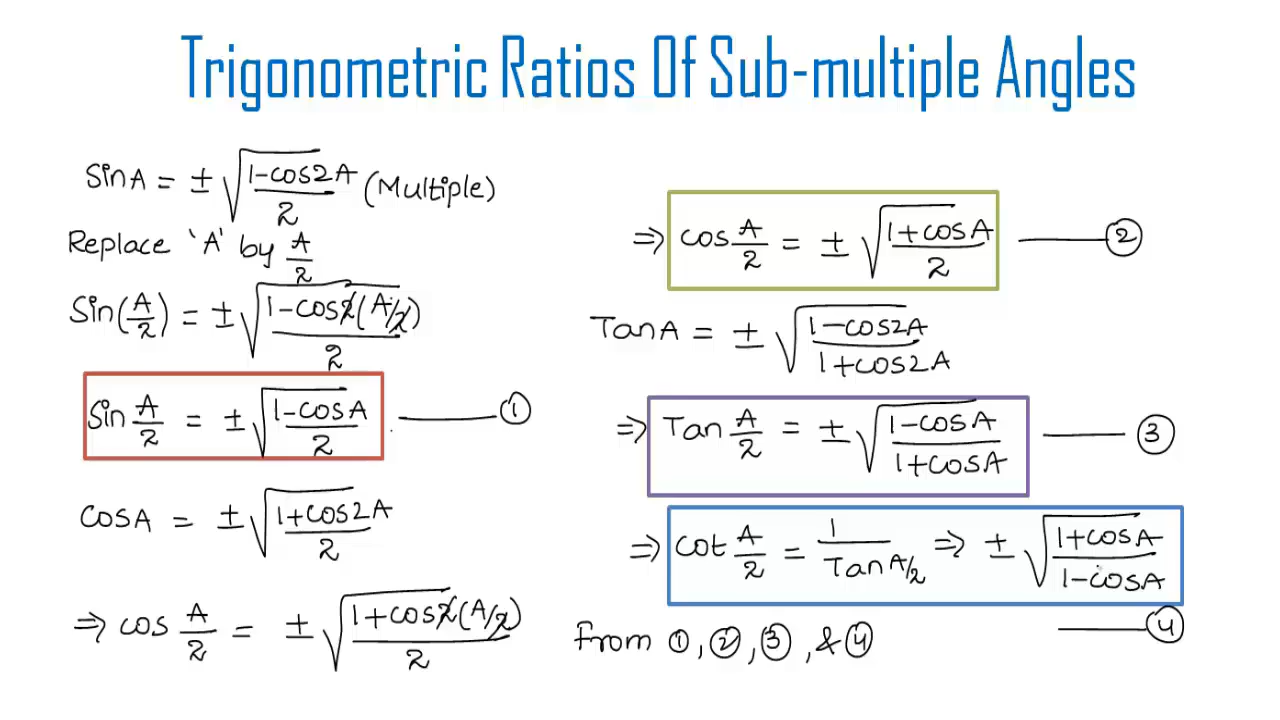 Trigonometric Ratios Of Sub-multiple Angles
SinA = ± √(1-cos2A/2) (Multiple)
Replace 'A' by A/2
Sin(A/2) = ± √(1-cos2(A/2)/2)
Sin A/2 = ± √(1-cosA/2) ——— ①
cosA = ± √(1+cos2A/2)
⇒ cos A/2 = ± √(1+cos2(A/2)/2)
⇒ cos A/2 = ± √(1+cosA/2) ——— ②
TanA = ± √(1-cos2A/1+cos2A)
⇒ Tan A/2 = ± √(1-cosA/1+cosA) ——— ③
⇒ cot A/2 = 1/TanA/2 ⇒ ± √(1+cosA/1-cosA)
——— ④
From ①, ②, ③, & ④